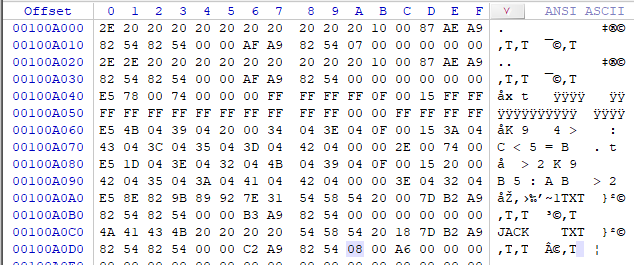 Offset 0 1 2 3 4 5 6 7 8 9 A B C D E F ANSI ASCII
00100A000 2E 20 20 20 20 20 20 20 20 20 20 10 00 87 AE A9 . ‡®©
00100A010 82 54 82 54 00 00 AF A9 82 54 07 00 00 00 00 00 ‚T‚T ¯©‚T
00100A020 2E 2E 20 20 20 20 20 20 20 20 20 10 00 87 AE A9 .. ‡®©
00100A030 82 54 82 54 00 00 AF A9 82 54 00 00 00 00 00 00 ‚T‚T ¯©‚T
00100A040 E5 78 00 74 00 00 00 FF FF FF FF 0F 00 15 FF FF åx t ÿÿÿÿ ÿÿ
00100A050 FF FF FF FF FF FF FF FF FF FF 00 00 FF FF FF FF ÿÿÿÿÿÿÿÿÿÿ ÿÿÿÿ
00100A060 E5 4B 04 39 04 20 00 34 04 3E 04 0F 00 15 3A 04 åK 9 4 > :
00100A070 43 04 3C 04 35 04 3D 04 42 04 00 00 2E 00 74 00 C < 5 = B . t
00100A080 E5 1D 04 3E 04 32 04 4B 04 39 04 0F 00 15 20 00 å > 2 K 9
00100A090 42 04 35 04 3A 04 41 04 42 04 00 00 3E 04 32 04 B 5 : A B > 2
00100A0A0 E5 8E 82 9B 89 92 7E 31 54 58 54 20 00 7D B2 A9 åŽ‚›‰’~1TXT }²©
00100A0B0 82 54 82 54 00 00 B3 A9 82 54 00 00 00 00 00 00 ‚T‚T ³©‚T
00100A0C0 4A 41 43 4B 20 20 20 20 54 58 54 20 18 7D B2 A9 JACK TXT }²©
00100A0D0 82 54 82 54 00 00 C2 A9 82 54 08 00 A6 00 00 00 ‚T‚T Â©‚T ¦